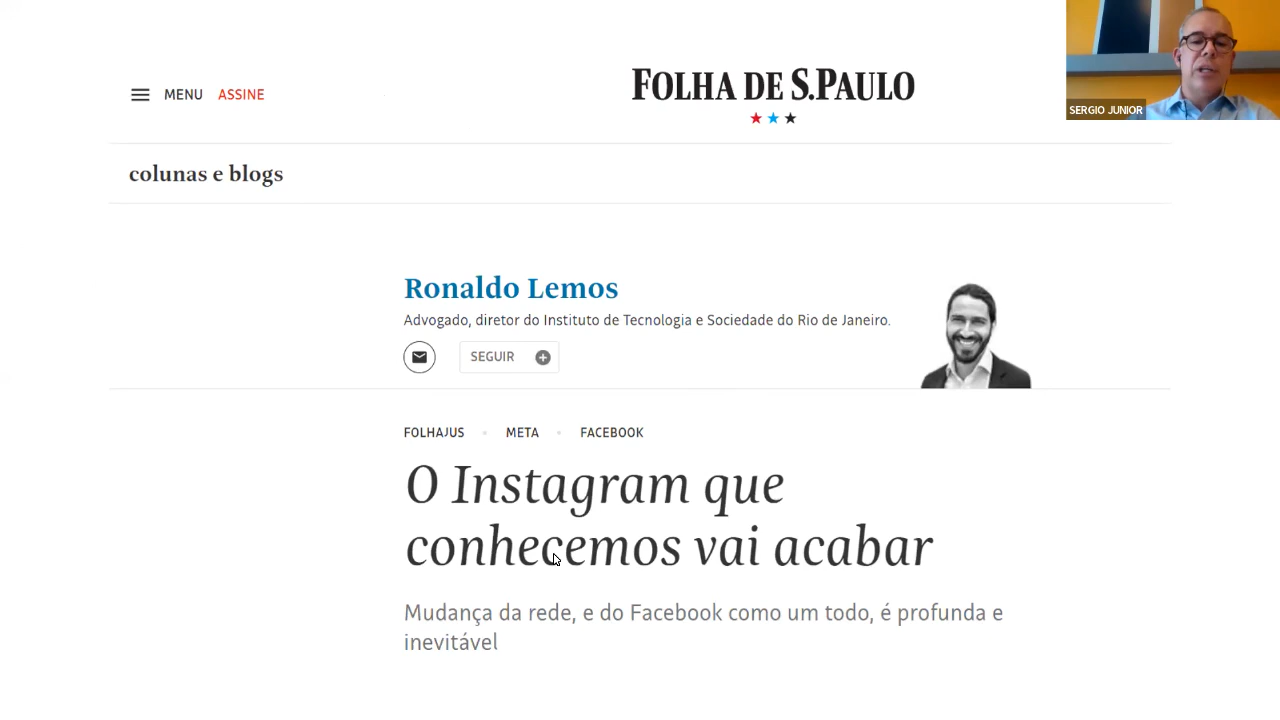 MENU ASSINE
FOLHA DE S.PAULO
SERGIO JUNIOR
colunas e blogs
Ronaldo Lemos
Advogado, diretor do Instituto de Tecnologia e Sociedade do Rio de Janeiro.
SEGUIR
FOLHAJUS META FACEBOOK
O Instagram que
conhecemos vai acabar
Mudança da rede, e do Facebook como um todo, é profunda e
inevitável